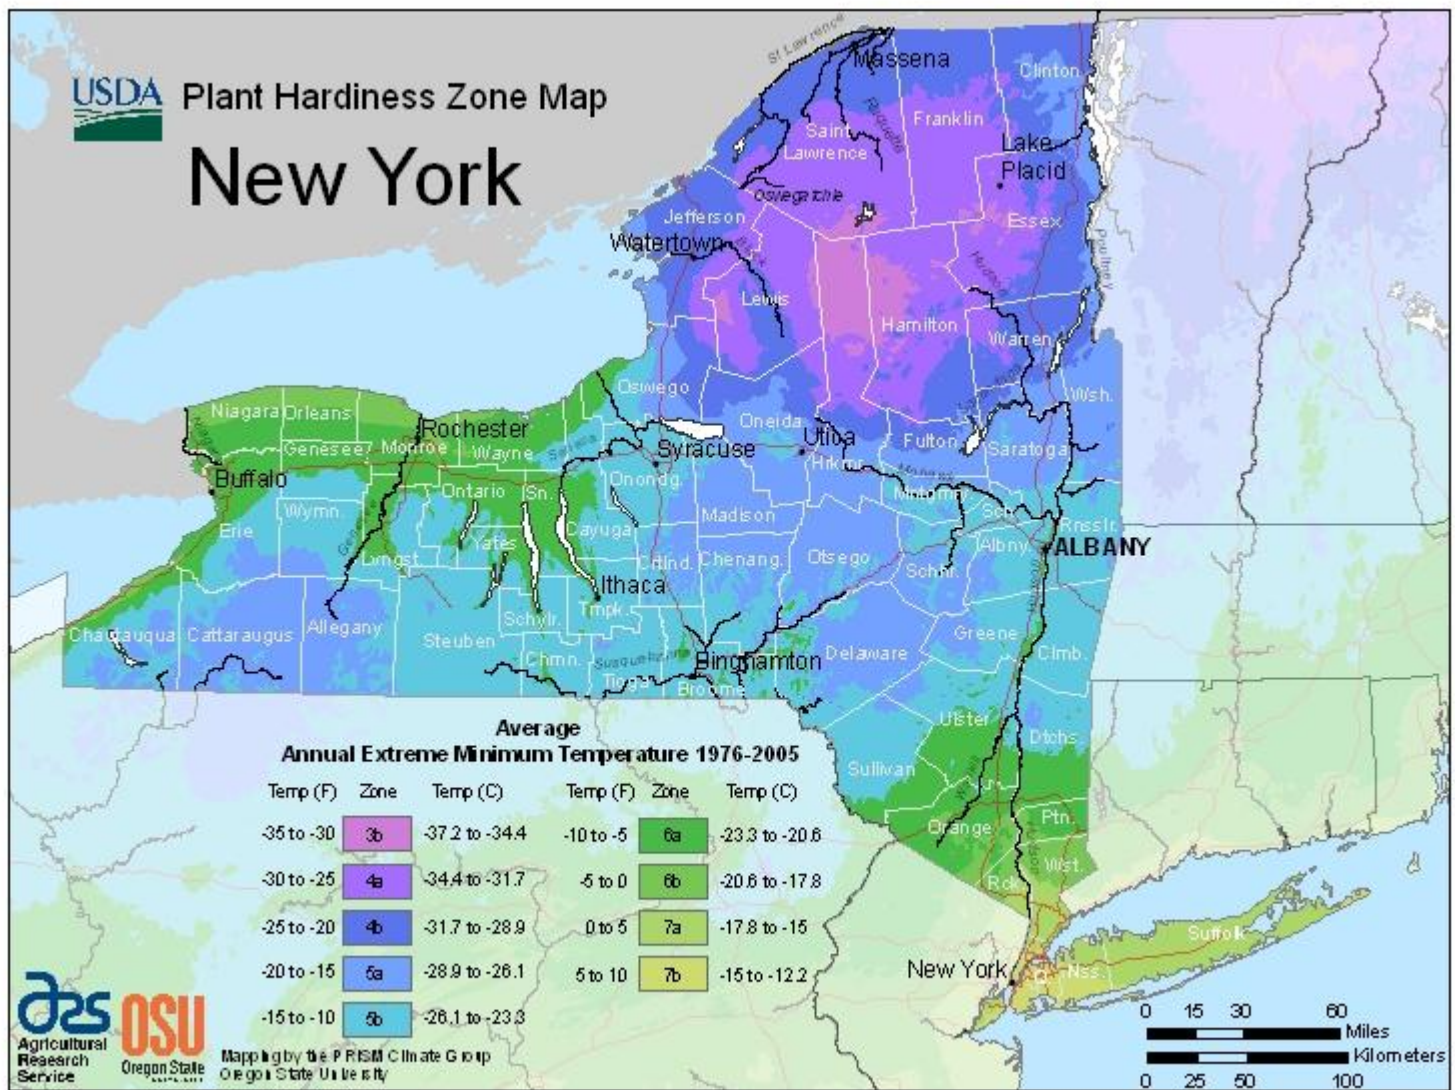 USDA
Plant Hardiness Zone Map
New York
St Lawrence
Massena
Clinton
Franklin
Raquette
Saint
Lawrence
Lake
Placid
Oswegatchie
Jefferson
Essex
Watertown
Poultney
Hudson
Lewis
Hamilton
Warren
Oswego
Wsh.
Niagara
Orleans
Oneida
Rochester
Utica
Fulton
Genesee
Monroe
Wayne
Syracuse
Hrkmr.
Saratoga
Mohawk
Buffalo
Ontario
Sn.
Onondg.
Mntgmry.
Wymn.
Madison
Sch.
Rnsslr.
Erie
Cayuga
Yates
Lvngst.
Crtlnd.
Chenang.
Otsego
Albny.
ALBANY
Schhr.
Ithaca
Tmpk.
Schylr.
Chautauqua
Cattaraugus
Allegany
Steuben
Greene
Chmn.
Susquehanna
Binghamton
Delaware
Clmb.
Tioga
Broome
Ulster
Dtchs.
Sullivan
Orange
Ptn.
Wst.
Rck.
Suffolk
New York
Nss.
Average
Annual Extreme Minimum Temperature 1976-2005
Temp (F) Zone Temp (C) Temp (F) Zone Temp (C)
-35 to -30 3b -37.2 to -34.4 -10 to -5 6a -23.3 to -20.6
-30 to -25 4a -34.4 to -31.7 -5 to 0 6b -20.6 to -17.8
-25 to -20 4b -31.7 to -28.9 0 to 5 7a -17.8 to -15
-20 to -15 5a -28.9 to -26.1 5 to 10 7b -15 to -12.2
-15 to -10 5b -26.1 to -23.3
ars
Agricultural
Research
Service
OSU
Oregon State
Mapping by the PRISM Climate Group
Oregon State University
0 15 30 60
Miles
Kilometers
0 25 50 100